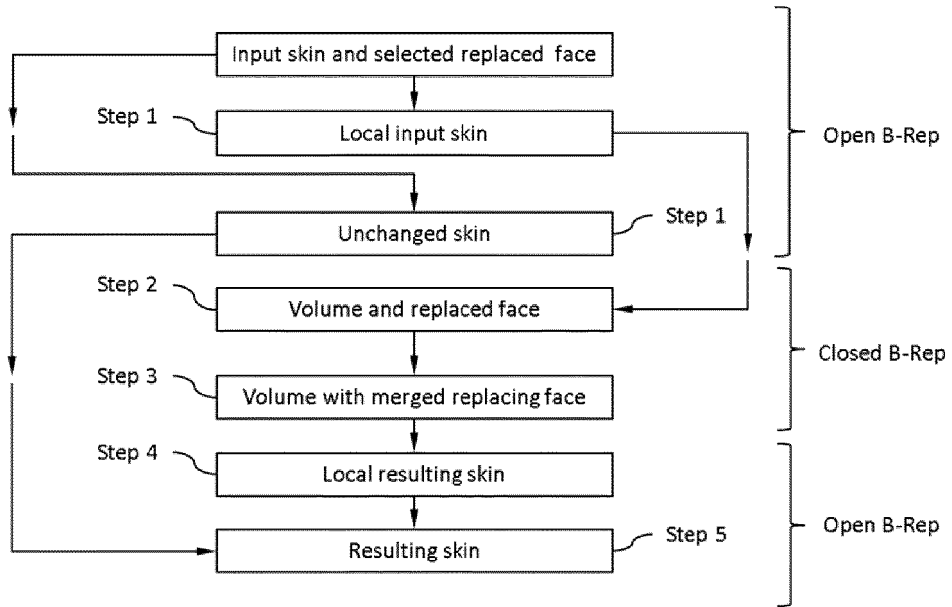 Input skin and selected replaced face
Step 1
Local input skin
Open B-Rep
Unchanged skin
Step 1
Step 2
Volume and replaced face
Closed B-Rep
Step 3
Volume with merged replacing face
Step 4
Local resulting skin
Open B-Rep
Resulting skin
Step 5